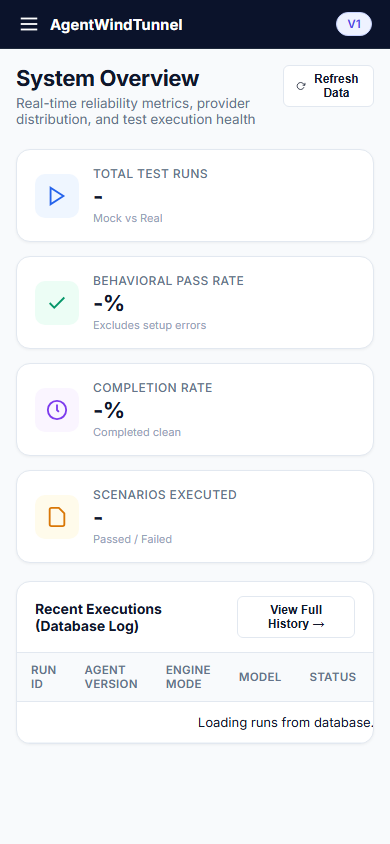 AgentWindTunnel
V1
System Overview
Real-time reliability metrics, provider
distribution, and test execution health
Refresh
Data
TOTAL TEST RUNS
-
Mock vs Real
BEHAVIORAL PASS RATE
-%
Excludes setup errors
COMPLETION RATE
-%
Completed clean
SCENARIOS EXECUTED
-
Passed / Failed
Recent Executions
(Database Log)
View Full
History →
RUN
ID
AGENT
VERSION
ENGINE
MODE
MODEL
STATUS
Loading runs from database.